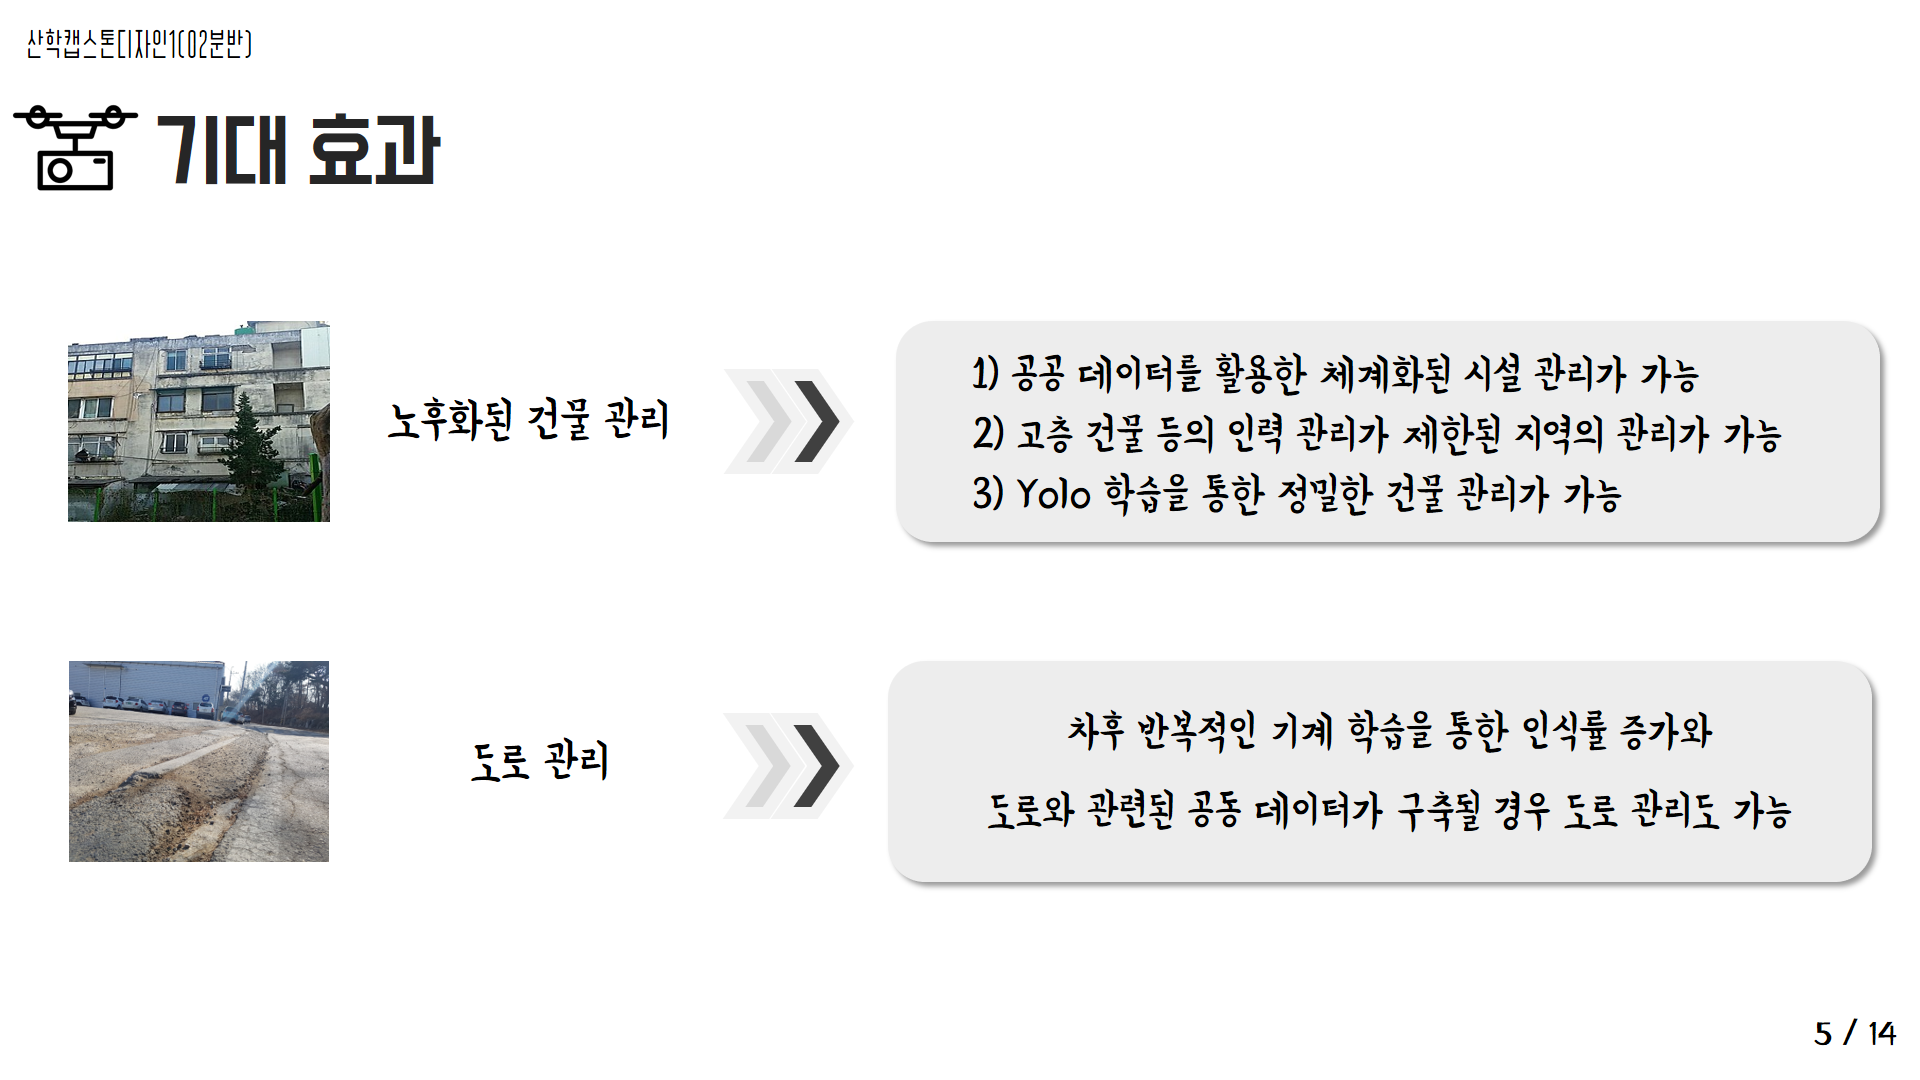 산학캡스톤디자인1(02분반)
기대 효과
노후화된 건물 관리
1) 공공 데이터를 활용한 체계화된 시설 관리가 가능
2) 고층 건물 등의 인력 관리가 제한된 지역의 관리가 가능
3) Yolo 학습을 통한 정밀한 건물 관리가 가능
도로 관리
차후 반복적인 기계 학습을 통한 인식률 증가와
도로와 관련된 공동 데이터가 구축될 경우 도로 관리도 가능
5 / 14